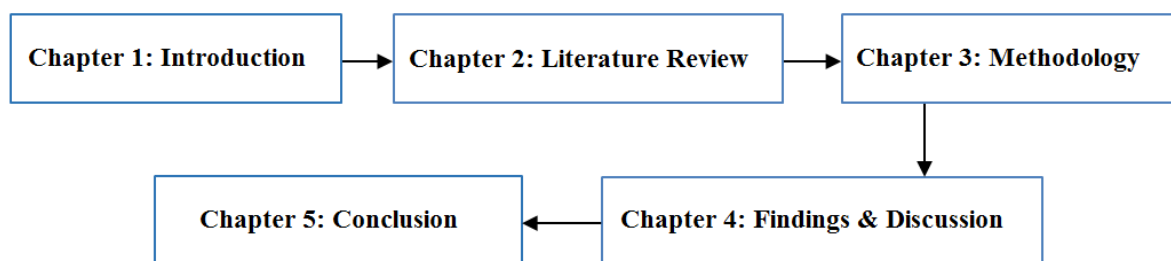 Chapter 1: Introduction
Chapter 2: Literature Review
Chapter 3: Methodology
Chapter 4: Findings & Discussion
Chapter 5: Conclusion